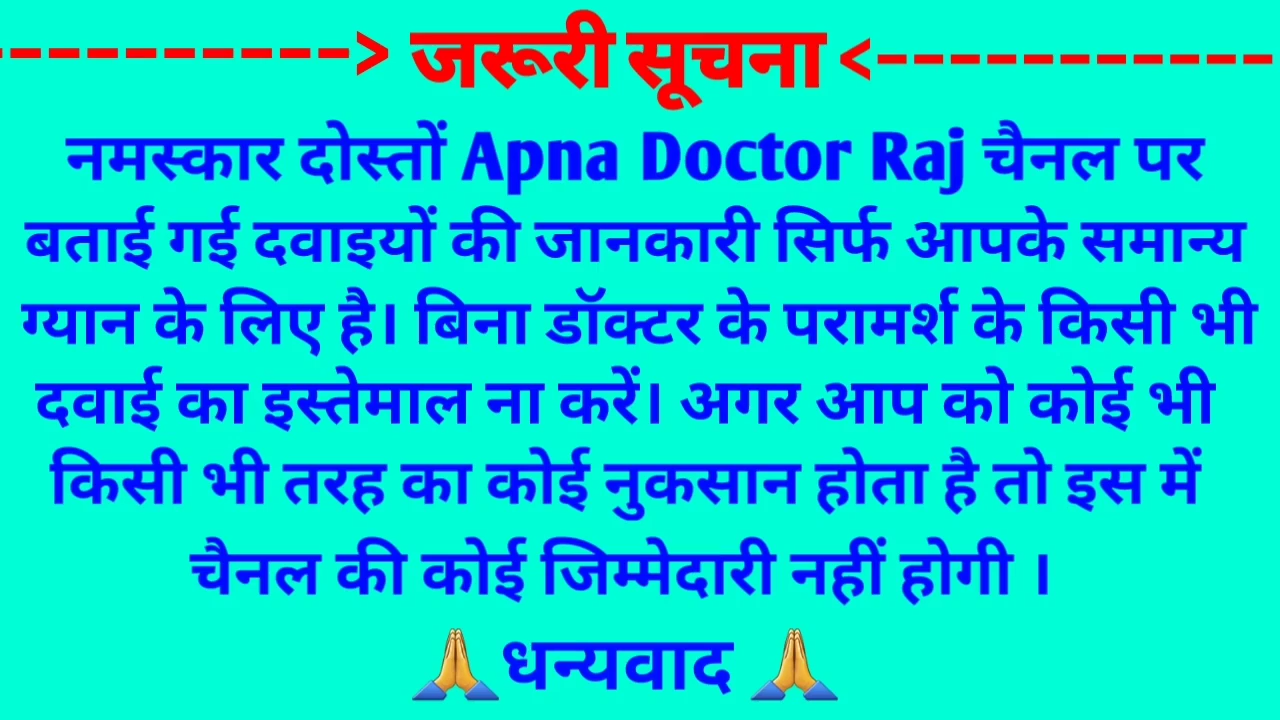 ----------> जरूरी सूचना <-----------
नमस्कार दोस्तों Apna Doctor Raj चैनल पर
बताई गई दवाइयों की जानकारी सिर्फ आपके समान्य
ग्यान के लिए है। बिना डॉक्टर के परामर्श के किसी भी
दवाई का इस्तेमाल ना करें। अगर आप को कोई भी
किसी भी तरह का कोई नुकसान होता है तो इस में
चैनल की कोई जिम्मेदारी नहीं होगी ।
🙏धन्यवाद 🙏